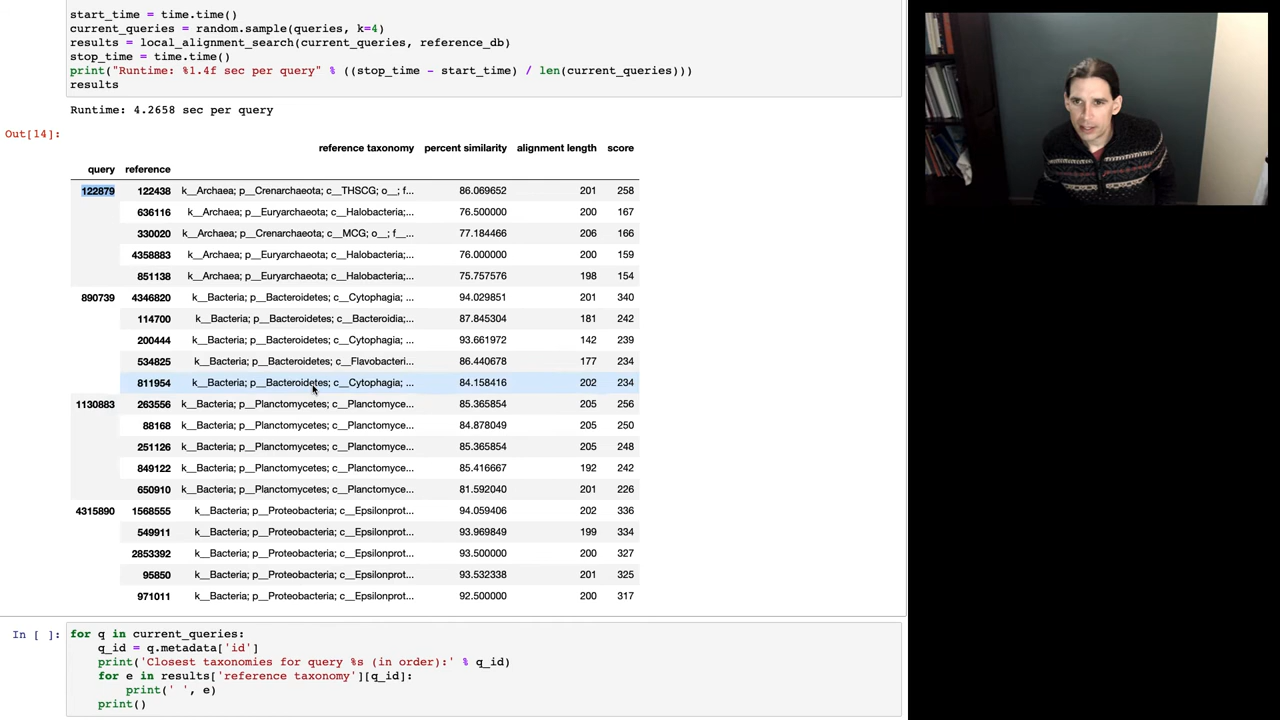 start_time = time.time()
current_queries = random.sample(queries, k=4)
results = local_alignment_search(current_queries, reference_db)
stop_time = time.time()
print("Runtime: %1.4f sec per query" % ((stop_time - start_time) / len(current_queries)))
results
Runtime: 4.2658 sec per query
Out[14]:
reference taxonomy percent similarity alignment length score
query reference
122879 122438 k__Archaea; p__Crenarchaeota; c__THSCG; o__; f... 86.069652 201 258
636116 k__Archaea; p__Euryarchaeota; c__Halobacteria;... 76.500000 200 167
330020 k__Archaea; p__Crenarchaeota; c__MCG; o__; f__... 77.184466 206 166
4358883 k__Archaea; p__Euryarchaeota; c__Halobacteria;... 76.000000 200 159
851138 k__Archaea; p__Euryarchaeota; c__Halobacteria;... 75.757576 198 154
890739 4346820 k__Bacteria; p__Bacteroidetes; c__Cytophagia; ... 94.029851 201 340
114700 k__Bacteria; p__Bacteroidetes; c__Bacteroidia;... 87.845304 181 242
200444 k__Bacteria; p__Bacteroidetes; c__Cytophagia; ... 93.661972 142 239
534825 k__Bacteria; p__Bacteroidetes; c__Flavobacteri... 86.440678 177 234
811954 k__Bacteria; p__Bacteroidetes; c__Cytophagia; ... 84.158416 202 234
1130883 263556 k__Bacteria; p__Planctomycetes; c__Planctomyce... 85.365854 205 256
88168 k__Bacteria; p__Planctomycetes; c__Planctomyce... 84.878049 205 250
251126 k__Bacteria; p__Planctomycetes; c__Planctomyce... 85.365854 205 248
849122 k__Bacteria; p__Planctomycetes; c__Planctomyce... 85.416667 192 242
650910 k__Bacteria; p__Planctomycetes; c__Planctomyce... 81.592040 201 226
4315890 1568555 k__Bacteria; p__Proteobacteria; c__Epsilonprot... 94.059406 202 336
549911 k__Bacteria; p__Proteobacteria; c__Epsilonprot... 93.969849 199 334
2853392 k__Bacteria; p__Proteobacteria; c__Epsilonprot... 93.500000 200 327
95850 k__Bacteria; p__Proteobacteria; c__Epsilonprot... 93.532338 201 325
971011 k__Bacteria; p__Proteobacteria; c__Epsilonprot... 92.500000 200 317
In [ ]: for q in current_queries:
q_id = q.metadata['id']
print('Closest taxonomies for query %s (in order):' % q_id)
for e in results['reference taxonomy'][q_id]:
print(' ', e)
print()